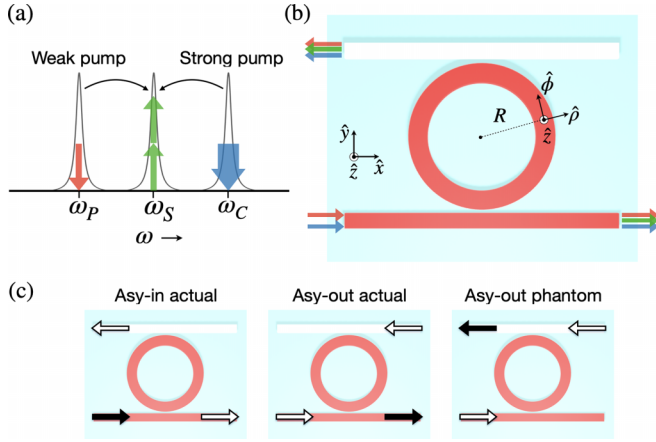 (a)
Weak pump Strong pump
ω_P ω_S ω_C
ω →
(b)
R
ϕ̂
ρ̂
ẑ
ŷ
x̂
ẑ
(c)
Asy-in actual Asy-out actual Asy-out phantom